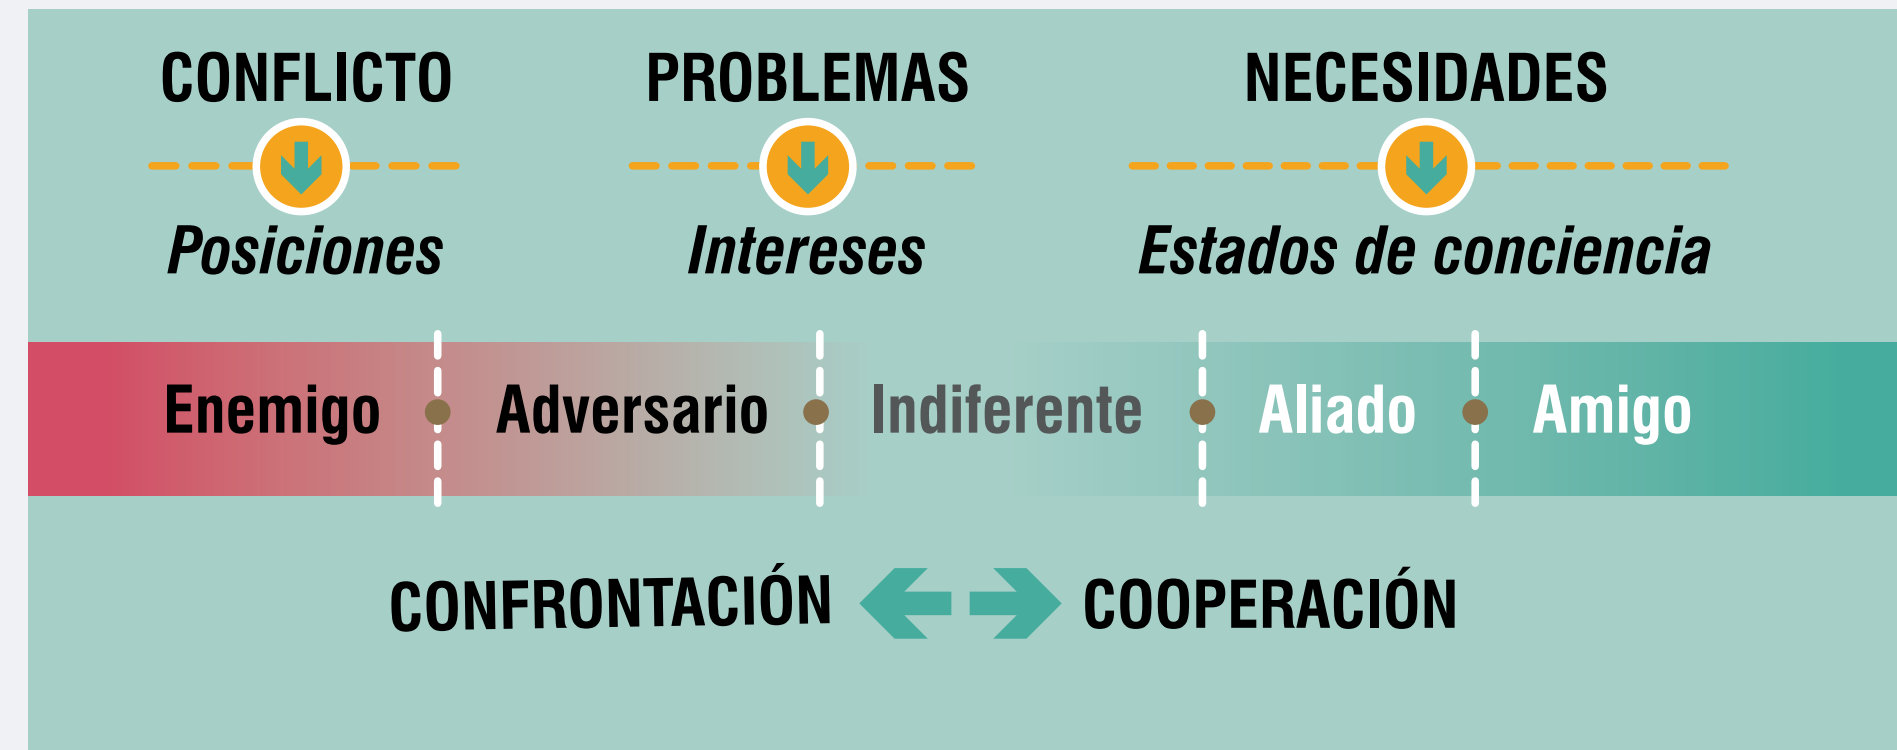 CONFLICTO PROBLEMAS NECESIDADES
Posiciones Intereses Estados de conciencia
Enemigo Adversario Indiferente Aliado Amigo
CONFRONTACIÓN COOPERACIÓN